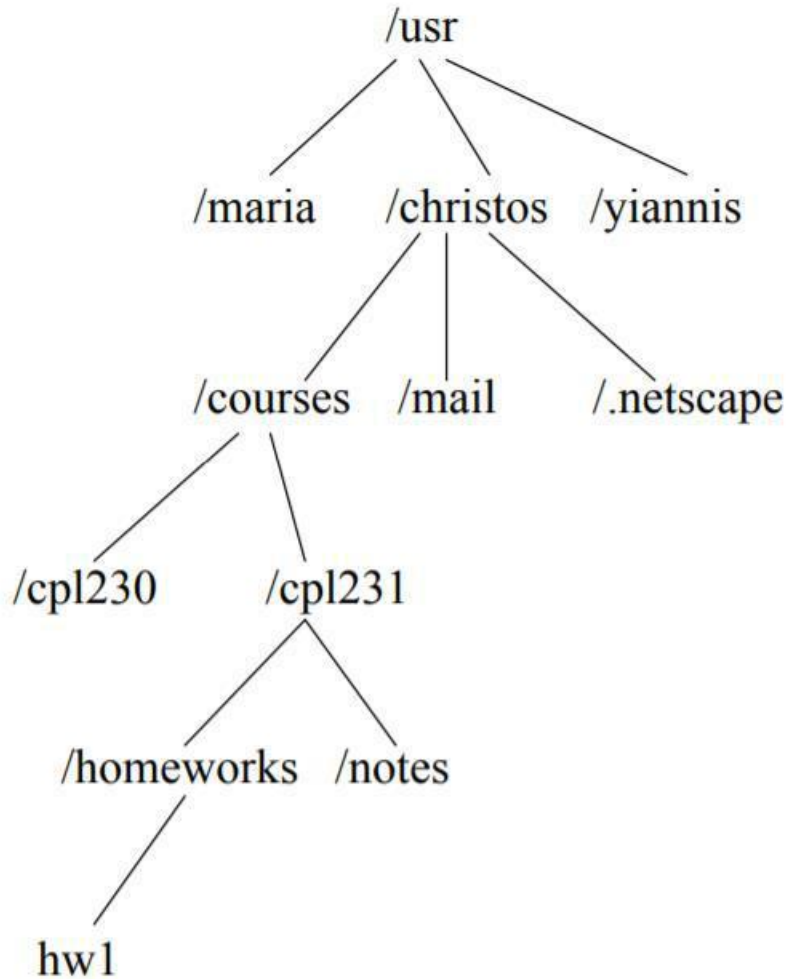 /usr
/maria /christos /yiannis
/courses /mail /.netscape
/cpl230 /cpl231
/homeworks /notes
hw1